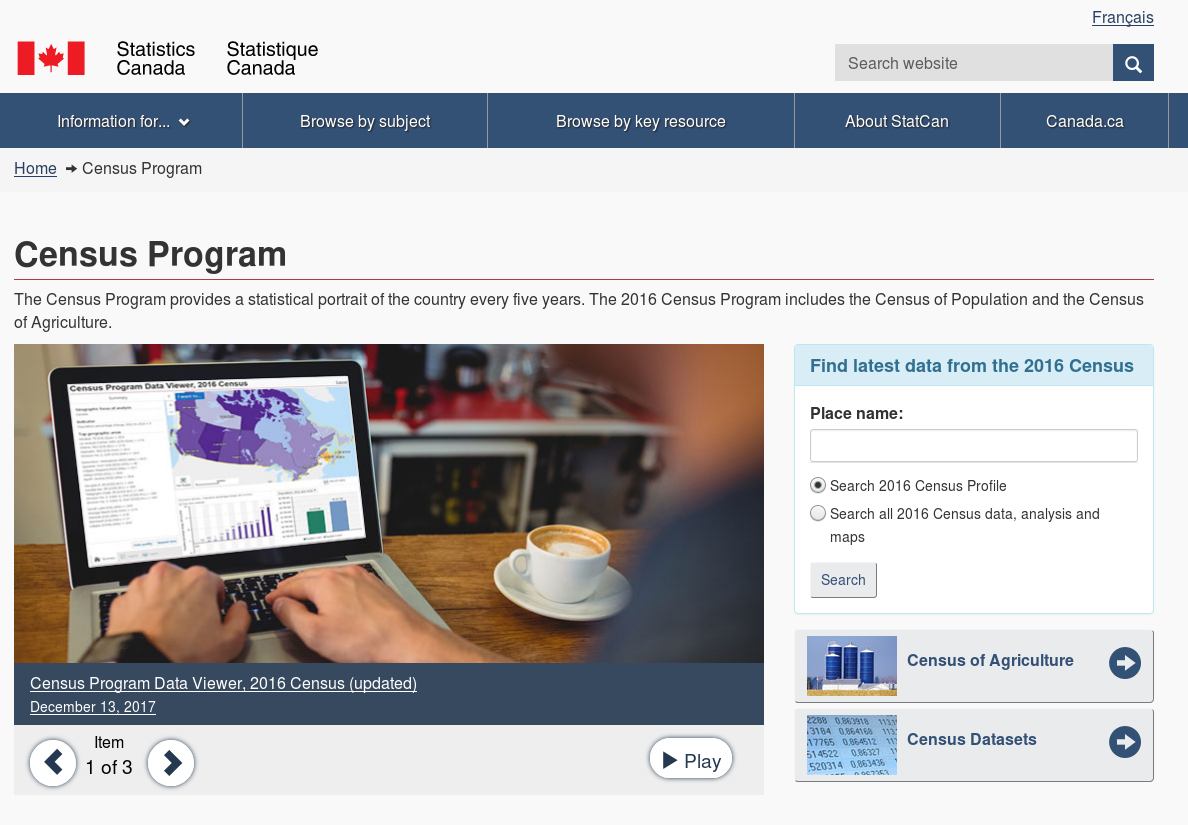 Français
Statistics
Canada
Statistique
Canada
Search website
Information for...
Browse by subject
Browse by key resource
About StatCan
Canada.ca
Home
Census Program
Census Program
The Census Program provides a statistical portrait of the country every five years. The 2016 Census Program includes the Census of Population and the Census
of Agriculture.
Census Program Data Viewer, 2016 Census
Census Program Data Viewer, 2016 Census (updated)
December 13, 2017
Item
1 of 3
Play
Find latest data from the 2016 Census
Place name:
Search 2016 Census Profile
Search all 2016 Census data, analysis and
maps
Search
Census of Agriculture
Census Datasets